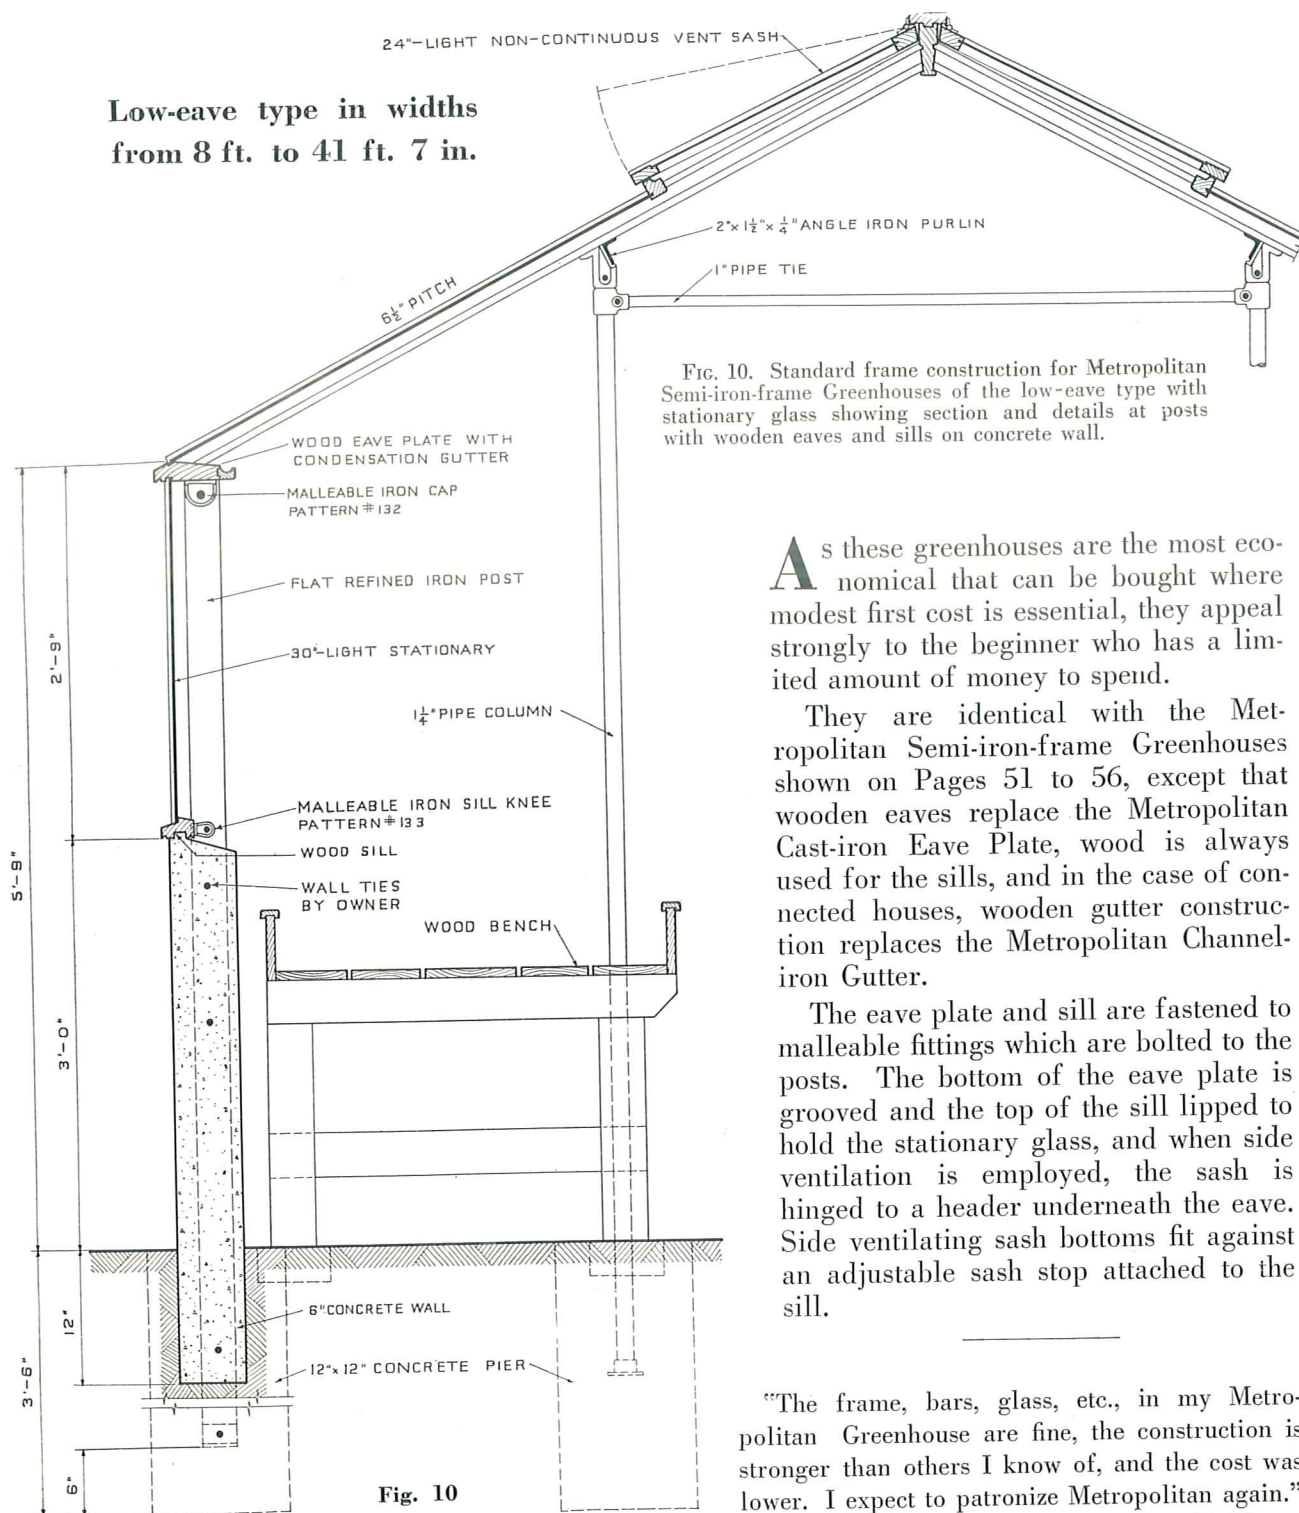 24"-LIGHT NON-CONTINUOUS VENT SASH
Low-eave type in widths
from 8 ft. to 41 ft. 7 in.
2"x 1½"x ¼" ANGLE IRON PURLIN
1" PIPE TIE
6½" PITCH
FIG. 10. Standard frame construction for Metropolitan
Semi-iron-frame Greenhouses of the low-eave type with
stationary glass showing section and details at posts
with wooden eaves and sills on concrete wall.
WOOD EAVE PLATE WITH
CONDENSATION GUTTER
MALLEABLE IRON CAP
PATTERN #132
FLAT REFINED IRON POST
30"-LIGHT STATIONARY
1¼" PIPE COLUMN
MALLEABLE IRON SILL KNEE
PATTERN #133
WOOD SILL
WALL TIES
BY OWNER
WOOD BENCH
2'-9"
5'-9"
3'-0"
12"
3'-6"
6"
6" CONCRETE WALL
12"x 12" CONCRETE PIER
Fig. 10
As these greenhouses are the most eco-
nomical that can be bought where
modest first cost is essential, they appeal
strongly to the beginner who has a lim-
ited amount of money to spend.
They are identical with the Met-
ropolitan Semi-iron-frame Greenhouses
shown on Pages 51 to 56, except that
wooden eaves replace the Metropolitan
Cast-iron Eave Plate, wood is always
used for the sills, and in the case of con-
nected houses, wooden gutter construc-
tion replaces the Metropolitan Channel-
iron Gutter.
The eave plate and sill are fastened to
malleable fittings which are bolted to the
posts. The bottom of the eave plate is
grooved and the top of the sill lipped to
hold the stationary glass, and when side
ventilation is employed, the sash is
hinged to a header underneath the eave.
Side ventilating sash bottoms fit against
an adjustable sash stop attached to the
sill.
"The frame, bars, glass, etc., in my Metro-
politan Greenhouse are fine, the construction is
stronger than others I know of, and the cost was
lower. I expect to patronize Metropolitan again."